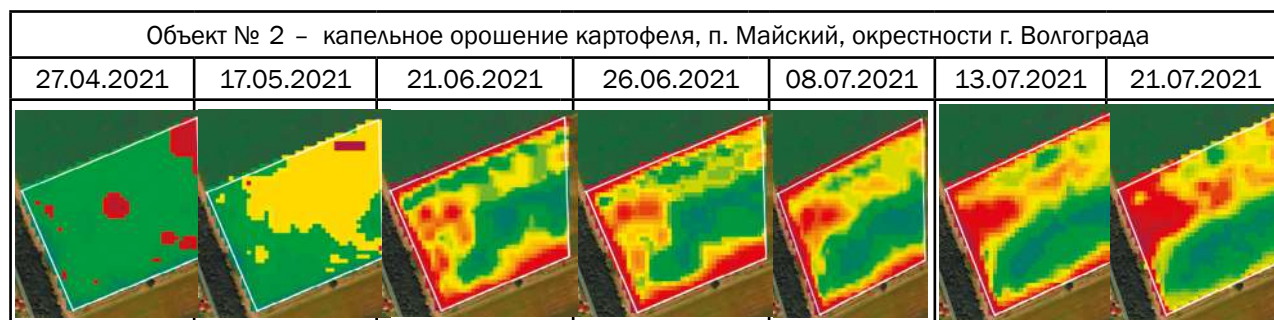 Объект № 2 – капельное орошение картофеля, п. Майский, окрестности г. Волгограда
27.04.2021 17.05.2021 21.06.2021 26.06.2021 08.07.2021 13.07.2021 21.07.2021